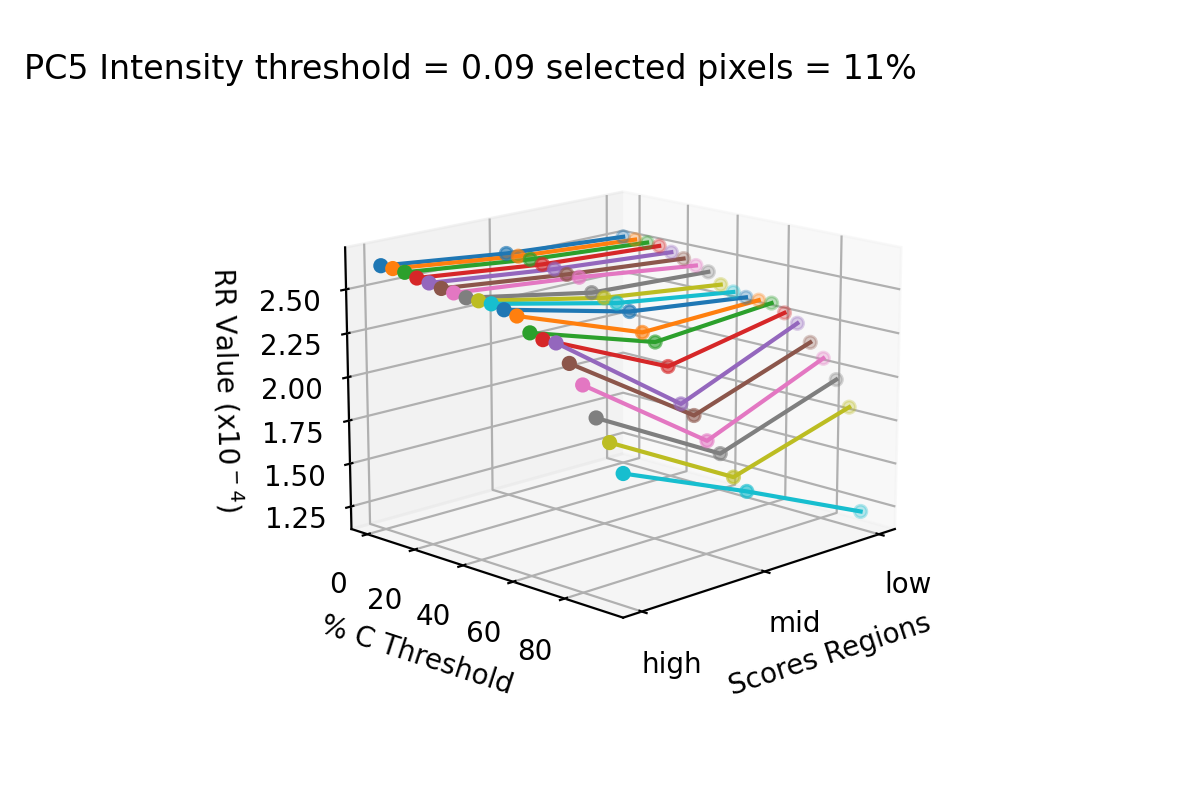 PC5 Intensity threshold = 0.09 selected pixels = 11%
RR Value (x10⁻⁴)
2.50
2.25
2.00
1.75
1.50
1.25
0
20
40
60
80
% C Threshold
high
mid
low
Scores Regions